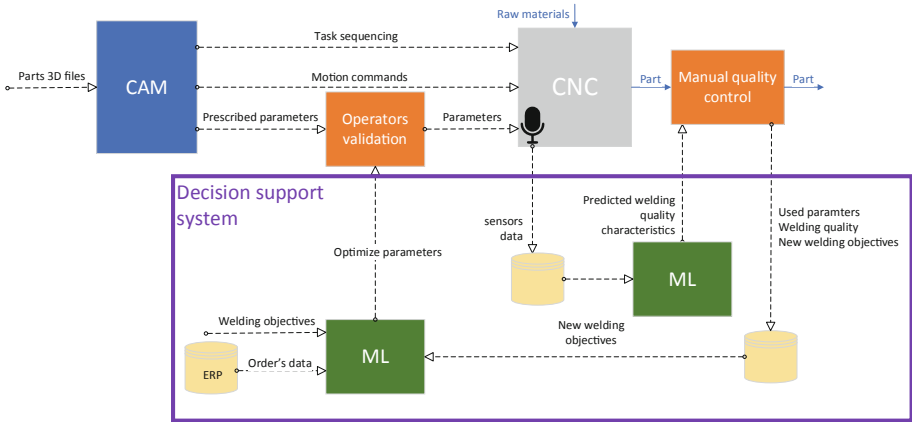 Raw materials
Task sequencing
Parts 3D files
CAM
Motion commands
CNC
Part
Manual quality
control
Part
Prescribed parameters
Operators
validation
Parameters
Decision support
system
sensors
data
Predicted welding
quality
characteristics
Used paramters
Welding quality
New welding objectives
Optimize parameters
ML
Welding objectives
New welding
objectives
ERP
Order's data
ML